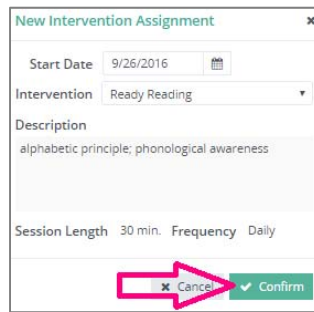 New Intervention Assignment ×
Start Date 9/26/2016
Intervention Ready Reading
Description
alphabetic principle; phonological awareness
Session Length 30 min. Frequency Daily
Cancel Confirm